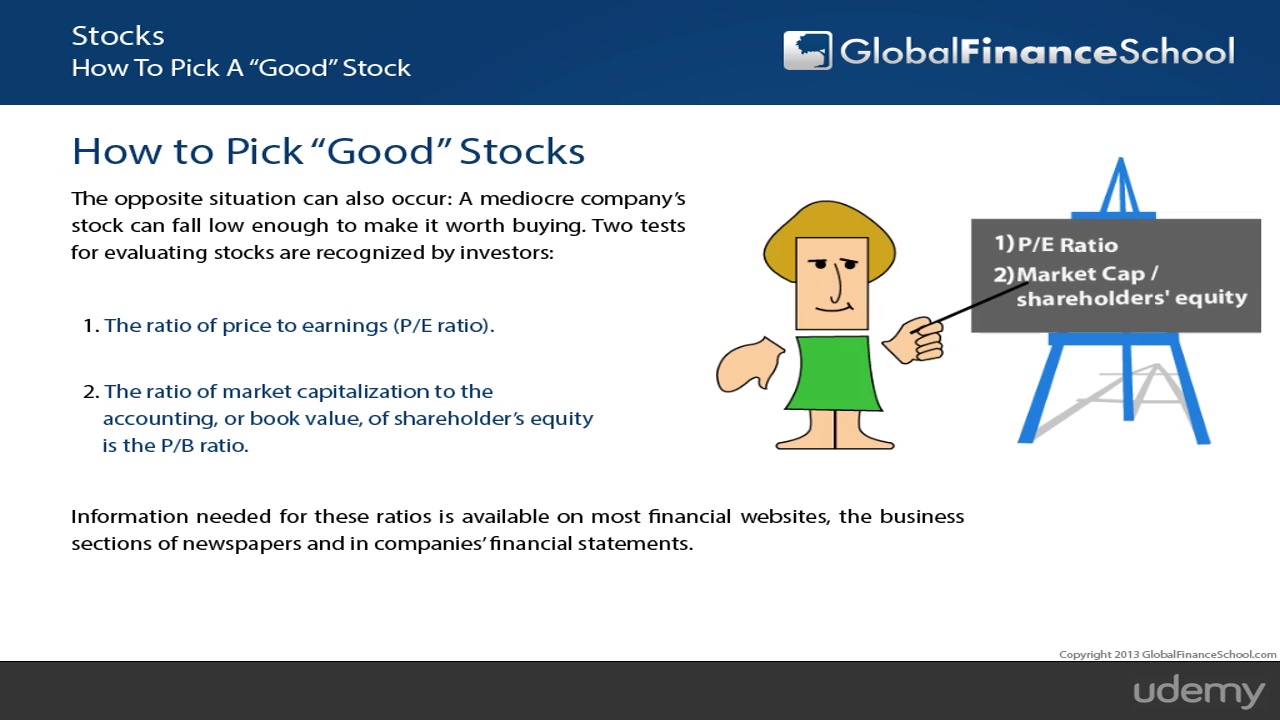 Stocks
How To Pick A “Good” Stock
GlobalFinanceSchool
How to Pick “Good” Stocks
The opposite situation can also occur: A mediocre company’s
stock can fall low enough to make it worth buying. Two tests
for evaluating stocks are recognized by investors:
1. The ratio of price to earnings (P/E ratio).
2. The ratio of market capitalization to the
accounting, or book value, of shareholder’s equity
is the P/B ratio.
1) P/E Ratio
2) Market Cap /
shareholders' equity
Information needed for these ratios is available on most financial websites, the business
sections of newspapers and in companies’ financial statements.
Copyright 2013 GlobalFinanceSchool.com
udemy